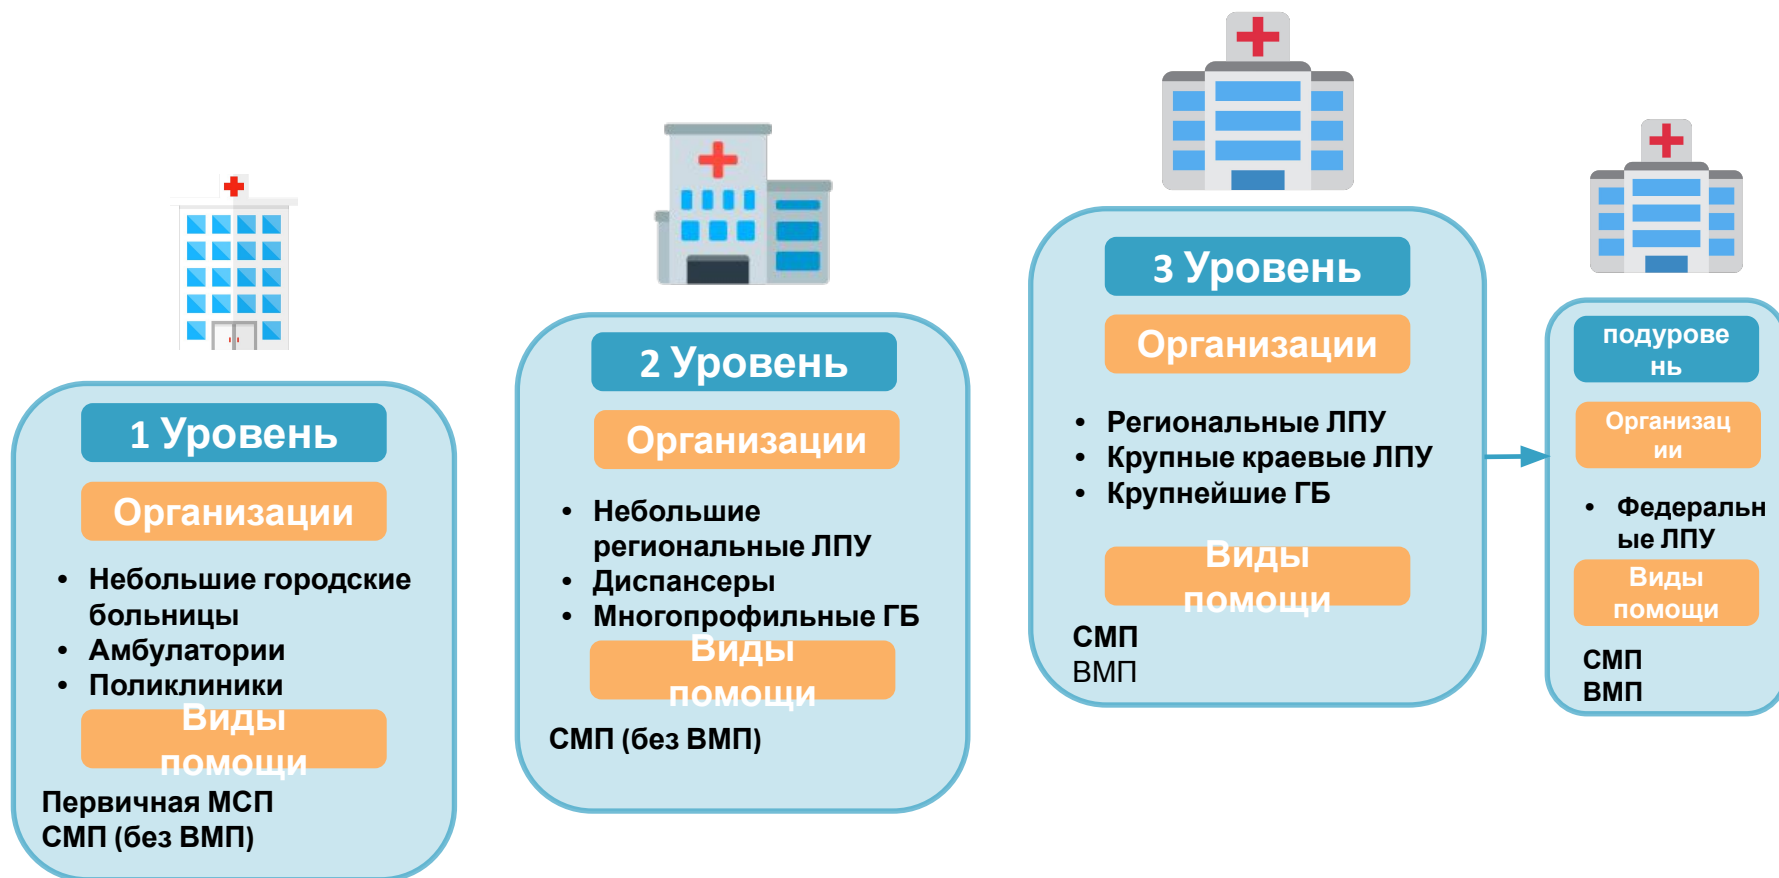 1 Уровень
Организации
• Небольшие городские
больницы
• Амбулатории
• Поликлиники
Виды
помощи
Первичная МСП
СМП (без ВМП)
2 Уровень
Организации
• Небольшие
региональные ЛПУ
• Диспансеры
• Многопрофильные ГБ
Виды
помощи
СМП (без ВМП)
3 Уровень
Организации
• Региональные ЛПУ
• Крупные краевые ЛПУ
• Крупнейшие ГБ
Виды
помощи
СМП
ВМП
подурове
нь
Организац
ии
• Федеральн
ые ЛПУ
Виды
помощи
СМП
ВМП